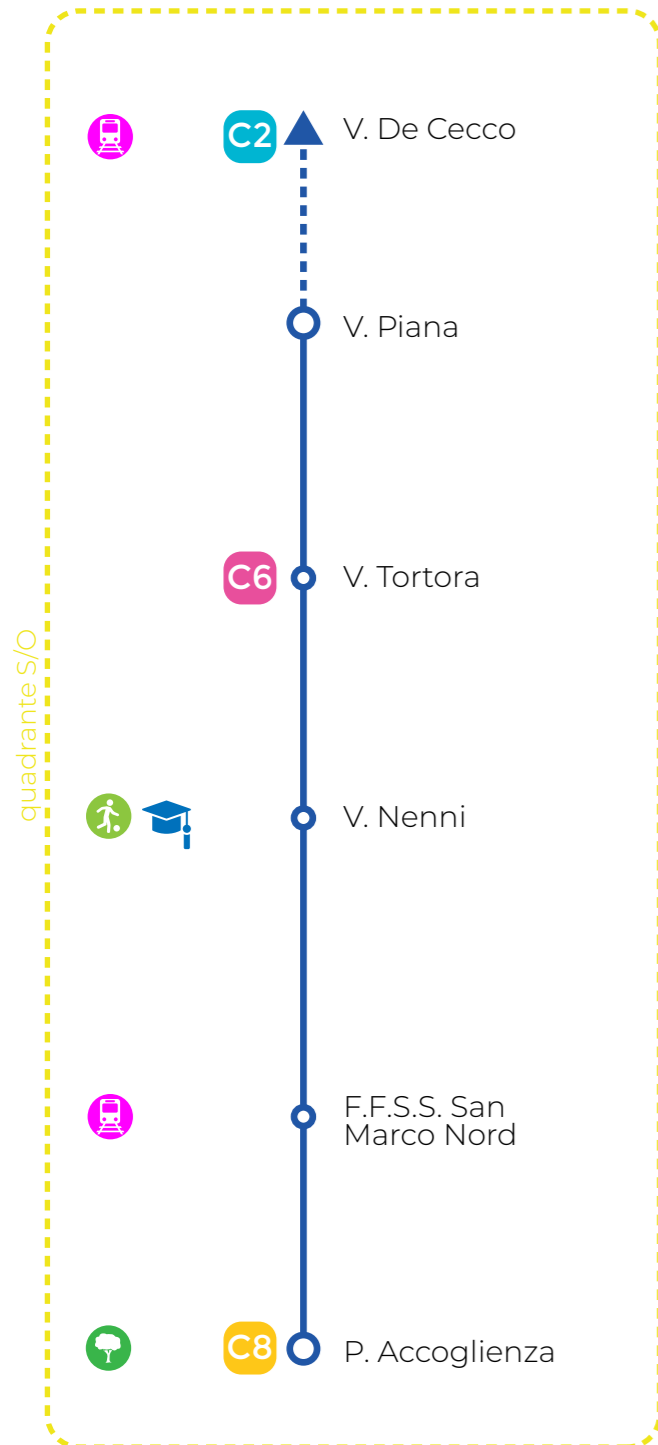 C2
V. De Cecco
V. Piana
C6
V. Tortora
quadrante S/O
V. Nenni
F.F.S.S. San
Marco Nord
C8
P. Accoglienza